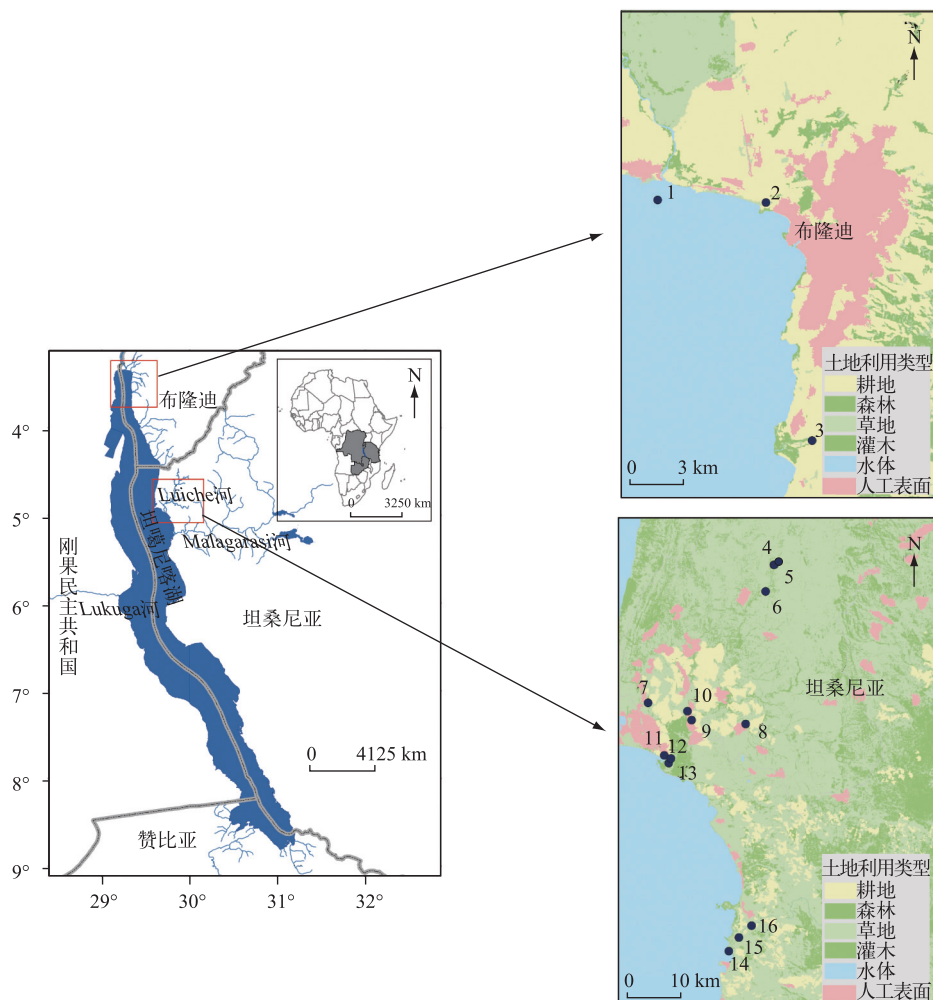 N
1
2
布隆迪
土地利用类型
耕地
森林
草地
灌木
水体
人工表面
3
0 3 km
布隆迪
N
0 3250 km
4°
5°
6°
7°
8°
9°
29° 30° 31° 32°
Luiche河
Malagarasi河
坦噶尼喀湖
Lukuga河
刚果民主共和国
坦桑尼亚
0 4125 km
赞比亚
N
4
5
6
坦桑尼亚
7
10
9
8
11
12
13
16
15
14
土地利用类型
耕地
森林
草地
灌木
水体
人工表面
0 10 km